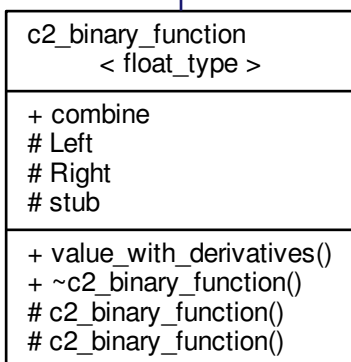 c2_binary_function
< float_type >
+ combine
# Left
# Right
# stub
+ value_with_derivatives()
+ ~c2_binary_function()
# c2_binary_function()
# c2_binary_function()